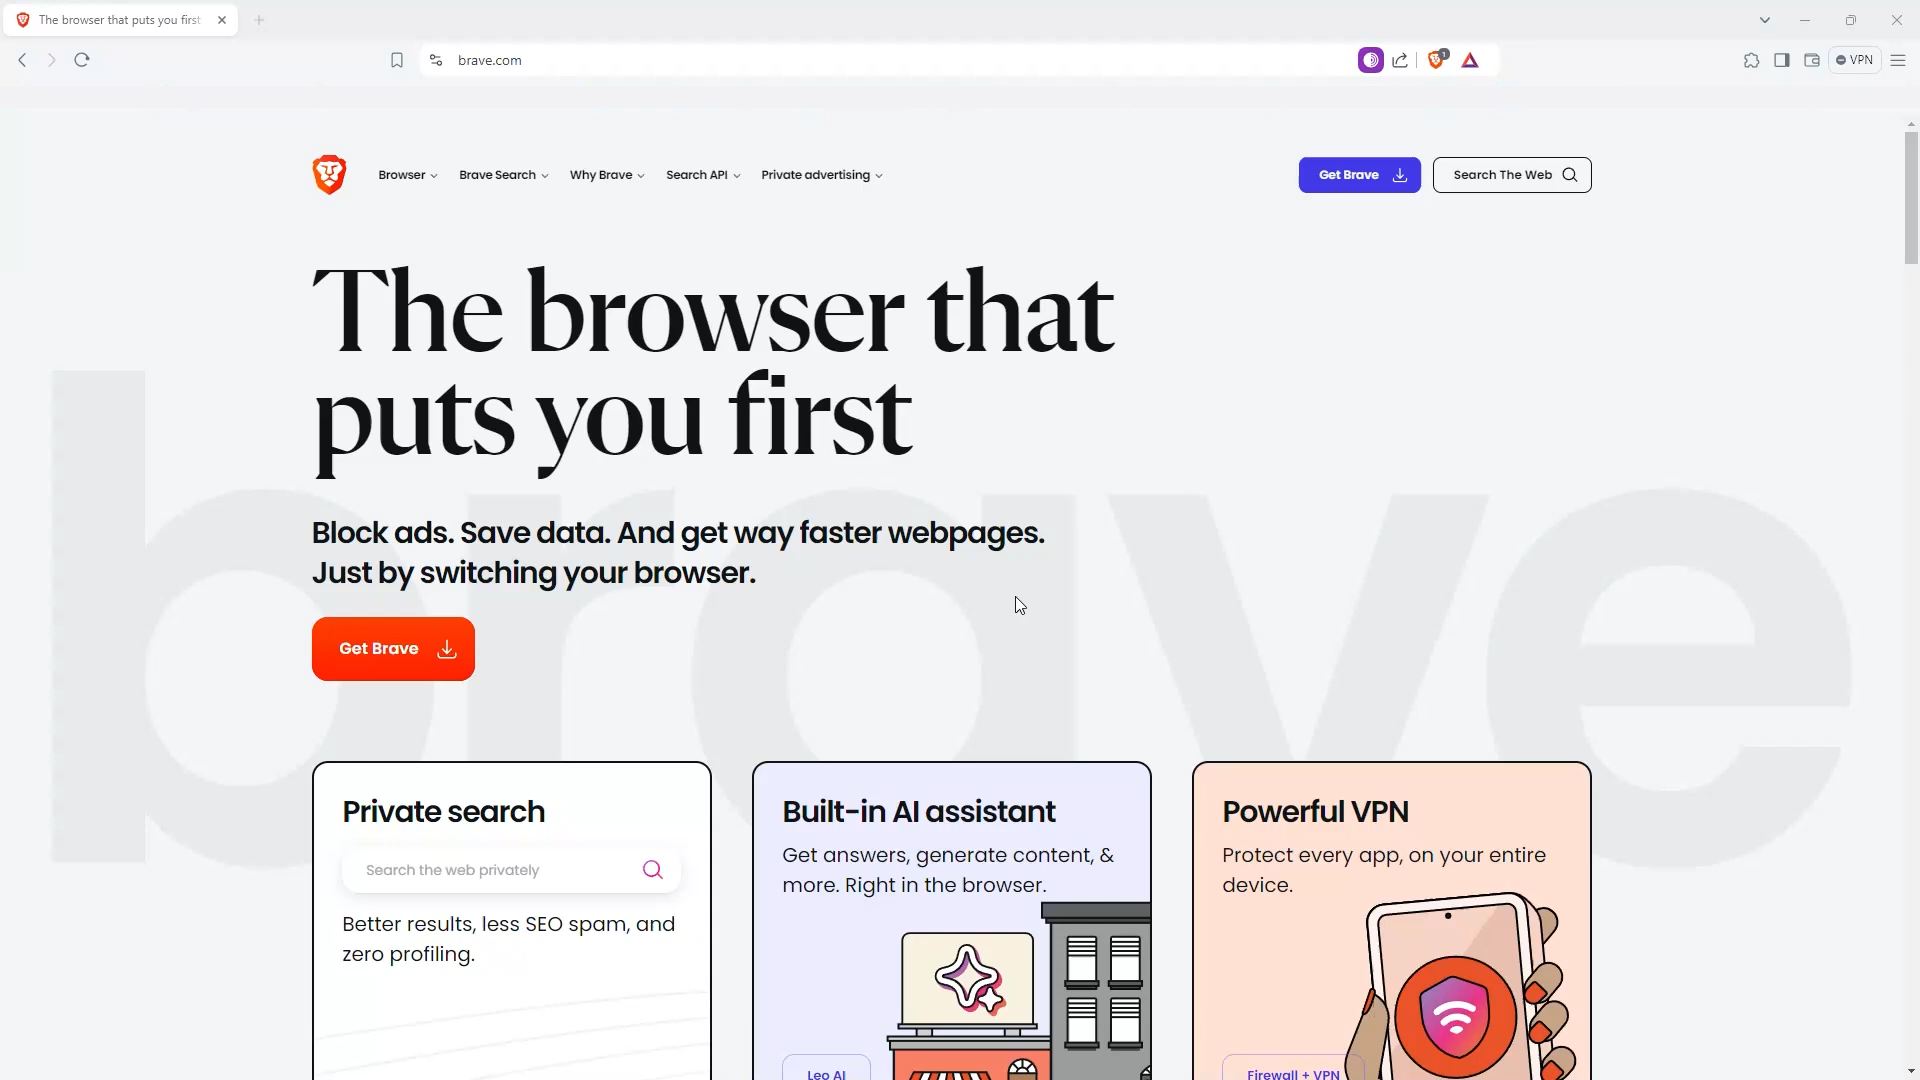 The browser that puts you first
brave.com
1
VPN
Browser
Brave Search
Why Brave
Search API
Private advertising
Get Brave
Search The Web
The browser that
puts you first
brave
Block ads. Save data. And get way faster webpages.
Just by switching your browser.
Get Brave
Private search
Search the web privately
Better results, less SEO spam, and
zero profiling.
Built-in AI assistant
Get answers, generate content, &
more. Right in the browser.
Leo AI
Powerful VPN
Protect every app, on your entire
device.
Firewall + VPN